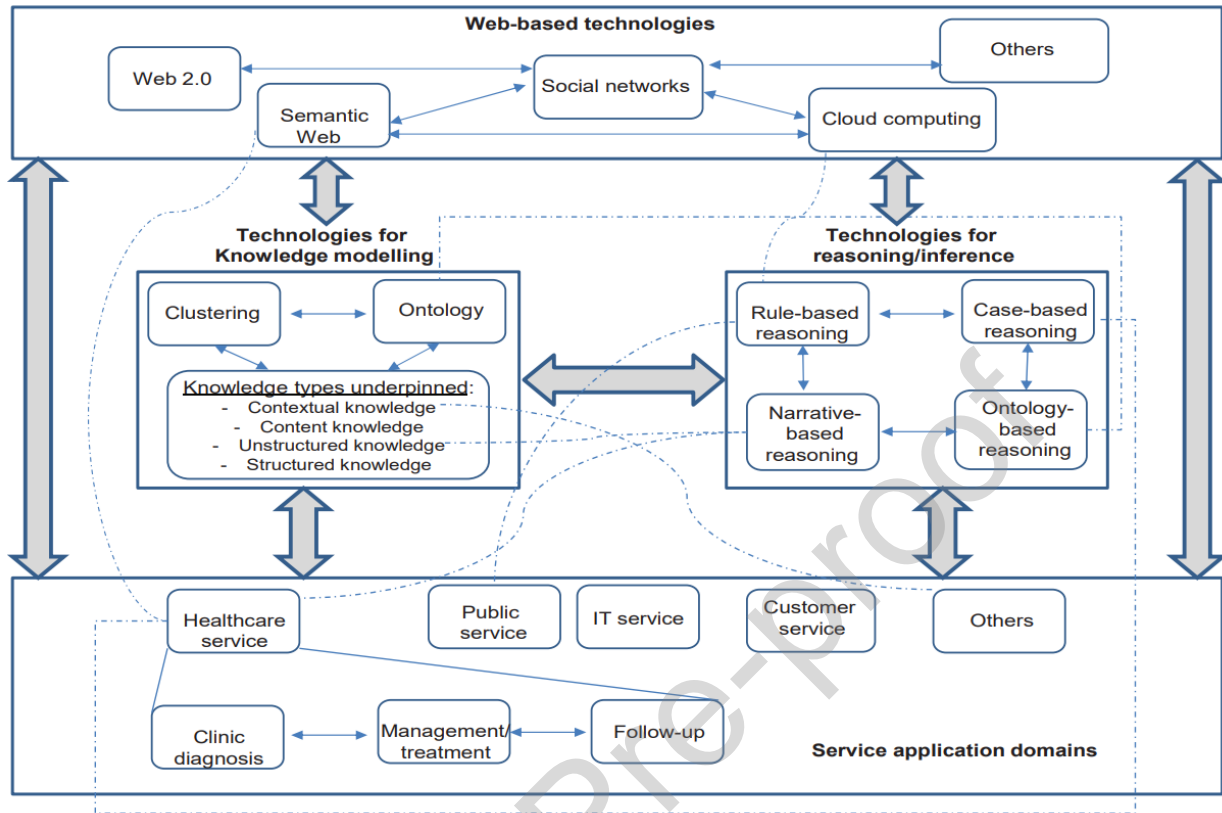 Web-based technologies
Web 2.0
Semantic
Web
Social networks
Others
Cloud computing
Technologies for
Knowledge modelling
Clustering
Ontology
Knowledge types underpinned:
- Contextual knowledge
- Content knowledge
- Unstructured knowledge
- Structured knowledge
Technologies for
reasoning/inference
Rule-based
reasoning
Case-based
reasoning
Narrative-
based
reasoning
Ontology-
based
reasoning
Healthcare
service
Public
service
IT service
Customer
service
Others
Clinic
diagnosis
Management/
treatment
Follow-up
Service application domains
Pre-proof